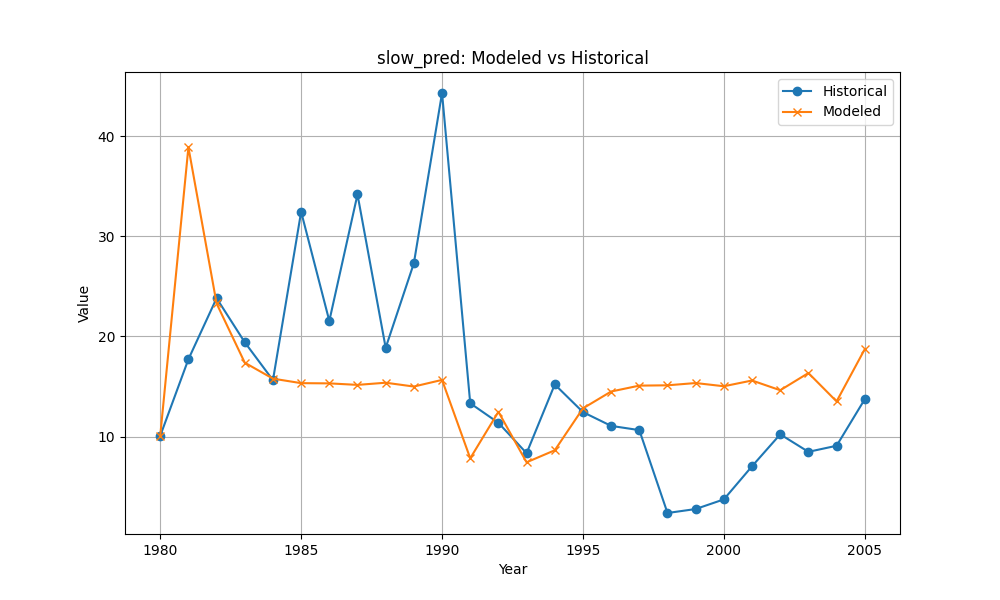 slow_pred: Modeled vs Historical
Historical
Modeled
Value
40
30
20
10
1980 1985 1990 1995 2000 2005
Year